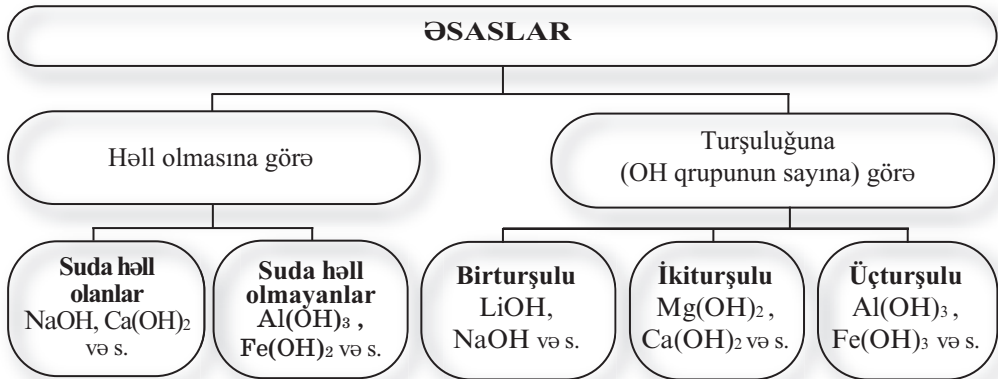 ƏSASLAR
Həll olmasına görə
Turşuluğuna
(OH qrupunun sayına) görə
Suda həll
olanlar
NaOH, Ca(OH)₂
və s.
Suda həll
olmayanlar
Al(OH)₃ ,
Fe(OH)₂ və s.
Birturşulu
LiOH,
NaOH və s.
İkiturşulu
Mg(OH)₂ ,
Ca(OH)₂ və s.
Üçturşulu
Al(OH)₃ ,
Fe(OH)₃ və s.